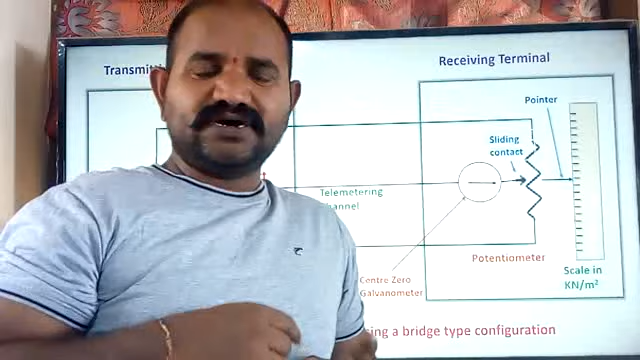 Receiving Terminal
Pointer
Sliding
contact
Telemetering
Potentiometer
Centre Zero
Galvanometer
Scale in
KN/m²
a bridge type configuration